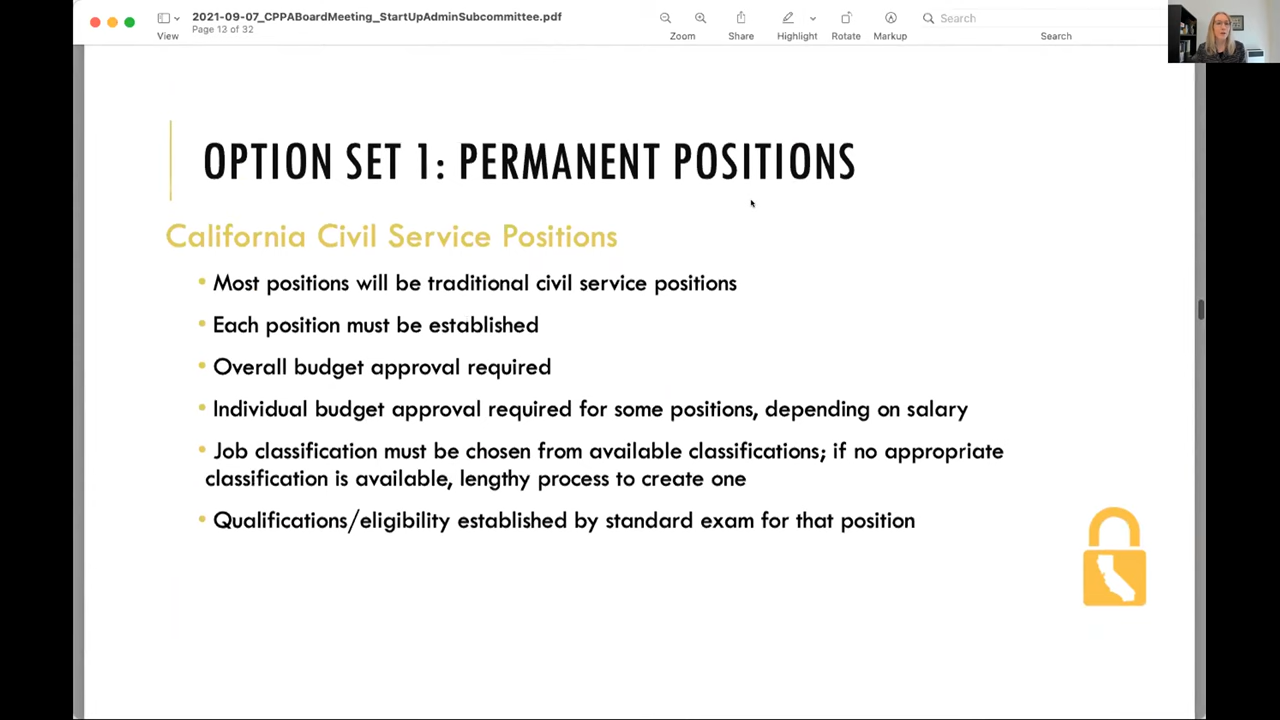 2021-09-07_CPPABoardMeeting_StartUpAdminSubcommittee.pdf
Page 13 of 32
View
Zoom
Share
Highlight
Rotate
Markup
Search
Search
OPTION SET 1: PERMANENT POSITIONS
California Civil Service Positions
• Most positions will be traditional civil service positions
• Each position must be established
• Overall budget approval required
• Individual budget approval required for some positions, depending on salary
• Job classification must be chosen from available classifications; if no appropriate
classification is available, lengthy process to create one
• Qualifications/eligibility established by standard exam for that position